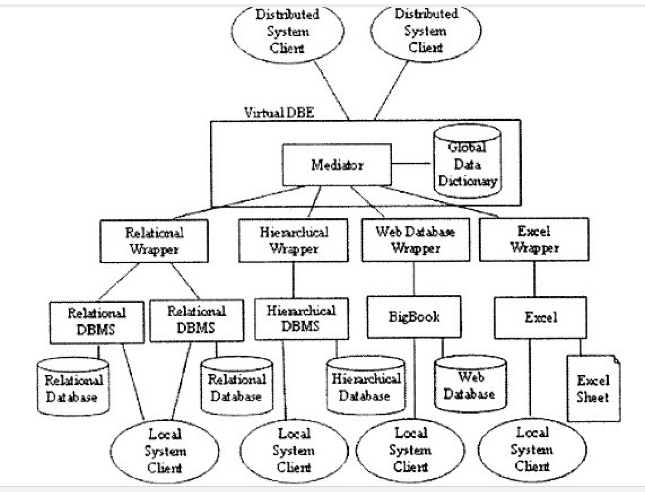 Distributed
System
Client
Distributed
System
Client
Virtual DBE
Mediator
Global
Data
Dictionary
Relational
Wrapper
Hierarchical
Wrapper
Web Database
Wrapper
Excel
Wrapper
Relational
DBMS
Relational
DBMS
Hierarchical
DBMS
BigBook
Excel
Relational
Database
Relational
Database
Hierarchical
Database
Web
Database
Excel
Sheet
Local
System
Client
Local
System
Client
Local
System
Client
Local
System
Client